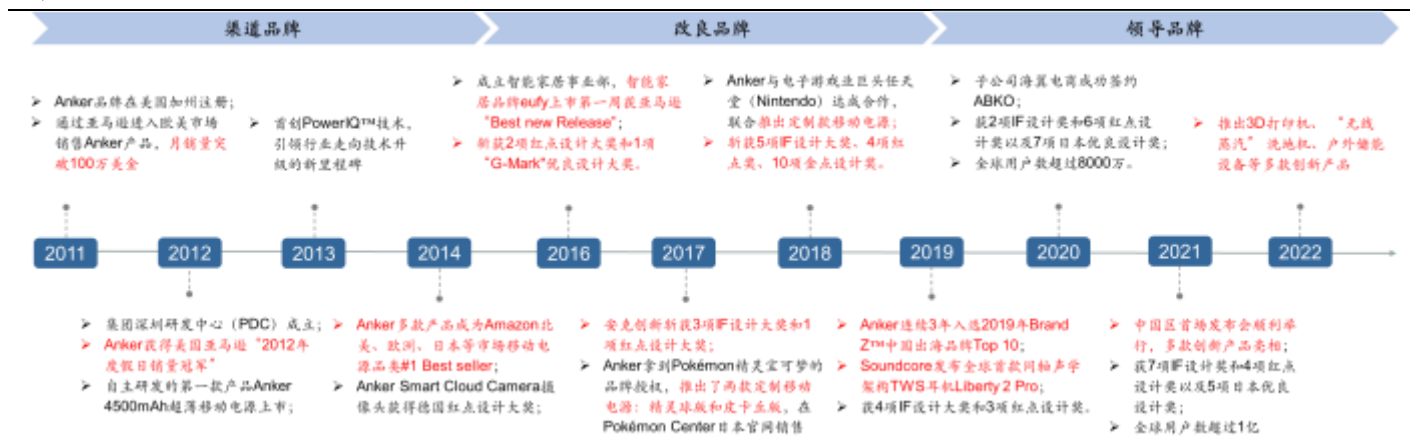 渠道品牌
改良品牌
领导品牌
➢ Anker品牌在美国加州注册;
➢ 通过亚马逊进入欧美市场
销售Anker产品,月销量突
破100万美金
➢ 首创PowerIQ™技术,
引领行业走向技术升
级的新里程碑
➢ 成立智能家居事业部,智能家
居品牌eufy上市第一周获亚马逊
“Best new Release”;
➢ 斩获2项红点设计大奖和1项
“G-Mark”优良设计大奖。
➢ Anker与电子游戏业巨头任天
堂(Nintendo)达成合作,
联合推出定制款移动电源;
➢ 斩获5项IF设计大奖、4项红
点奖、10项金点设计奖。
➢ 子公司海翼电商成功签约
ABKO;
➢ 获2项IF设计奖和6项红点设
计奖以及7项日本优良设计奖;
➢ 全球用户数超过8000万。
➢ 推出3D打印机、“无线
蒸汽”洗地机、户外储能
设备等多款创新产品
2011
2012
2013
2014
2016
2017
2018
2019
2020
2021
2022
➢ 集团深圳研发中心(PDC)成立;
➢ Anker获得美国亚马逊“2012年
度假日销量冠军”
➢ 自主研发的第一款产品Anker
4500mAh超薄移动电源上市;
➢ Anker多款产品成为Amazon北
美、欧洲、日本等市场移动电
源品类#1 Best seller;
➢ Anker Smart Cloud Camera摄
像头获得德国红点设计大奖;
➢ 安克创新斩获3项IF设计大奖和1
项红点设计大奖;
➢ Anker拿到Pokémon精灵宝可梦的
品牌授权,推出了两款定制移动
电源:精灵球版和皮卡丘版,在
Pokémon Center日本官网销售
➢ Anker连续3年入选2019年Brand
Z™中国出海品牌Top 10;
➢ Soundcore发布全球首款同轴声学
架构TWS耳机Liberty 2 Pro;
➢ 获4项IF设计大奖和3项红点设计奖。
➢ 中国区首场发布会顺利举
行,多款创新产品亮相;
➢ 获7项IF设计奖和4项红点
设计奖以及5项日本优良
设计奖;
➢ 全球用户数超过1亿